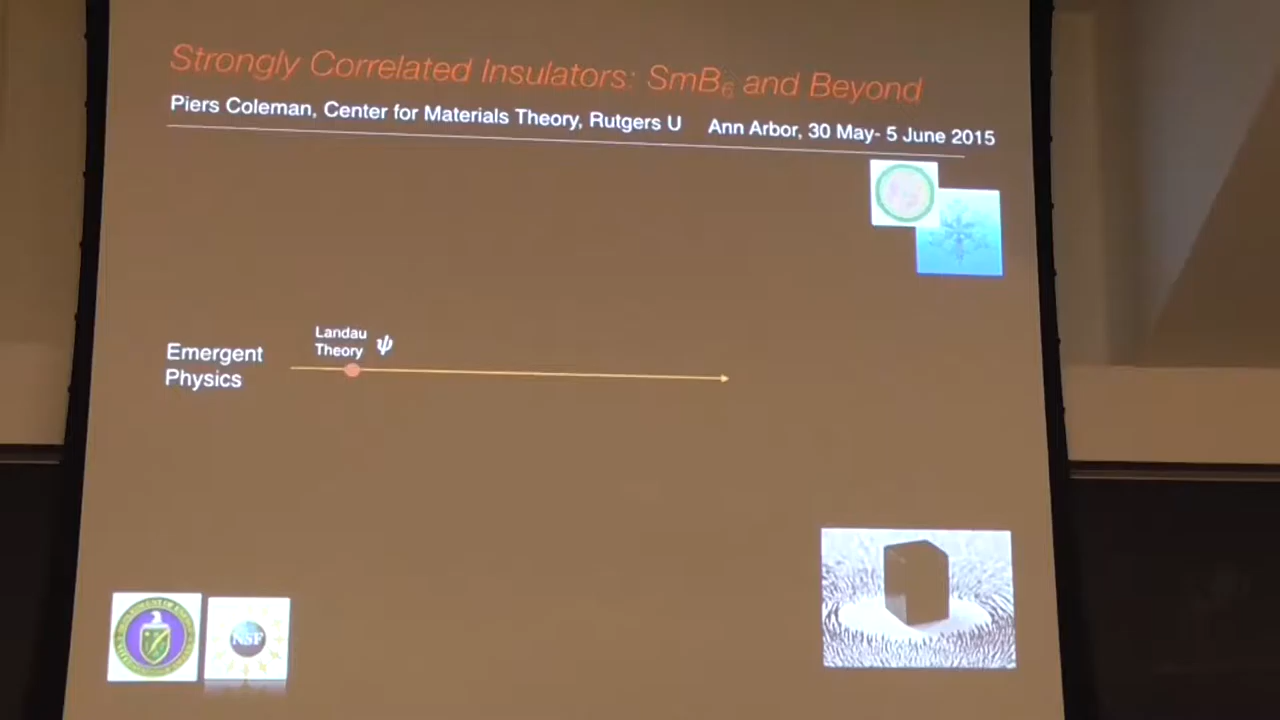 Strongly Correlated Insulators: SmB₆ and Beyond
Piers Coleman, Center for Materials Theory, Rutgers U Ann Arbor, 30 May- 5 June 2015
Landau
Theory ψ
Emergent
Physics
NSF